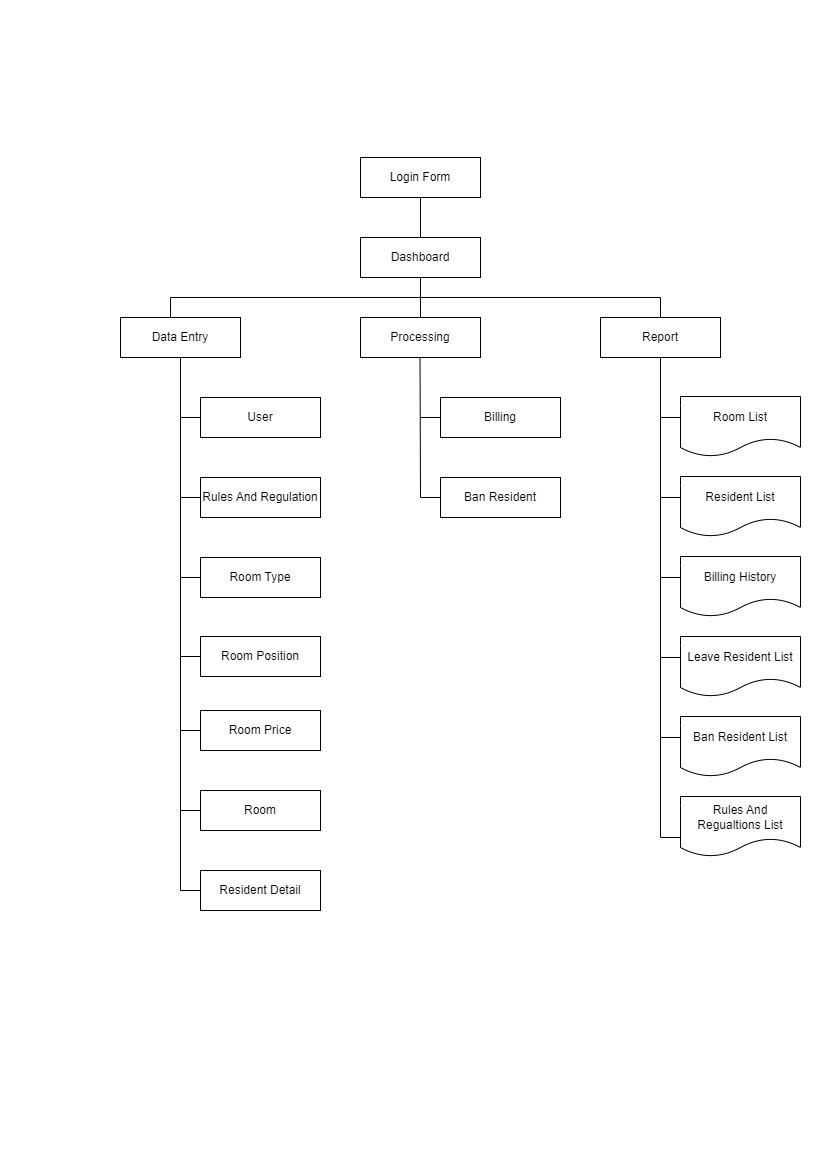 Login Form
Dashboard
Data Entry
Processing
Report
User
Rules And Regulation
Room Type
Room Position
Room Price
Room
Resident Detail
Billing
Ban Resident
Room List
Resident List
Billing History
Leave Resident List
Ban Resident List
Rules And
Regualtions List